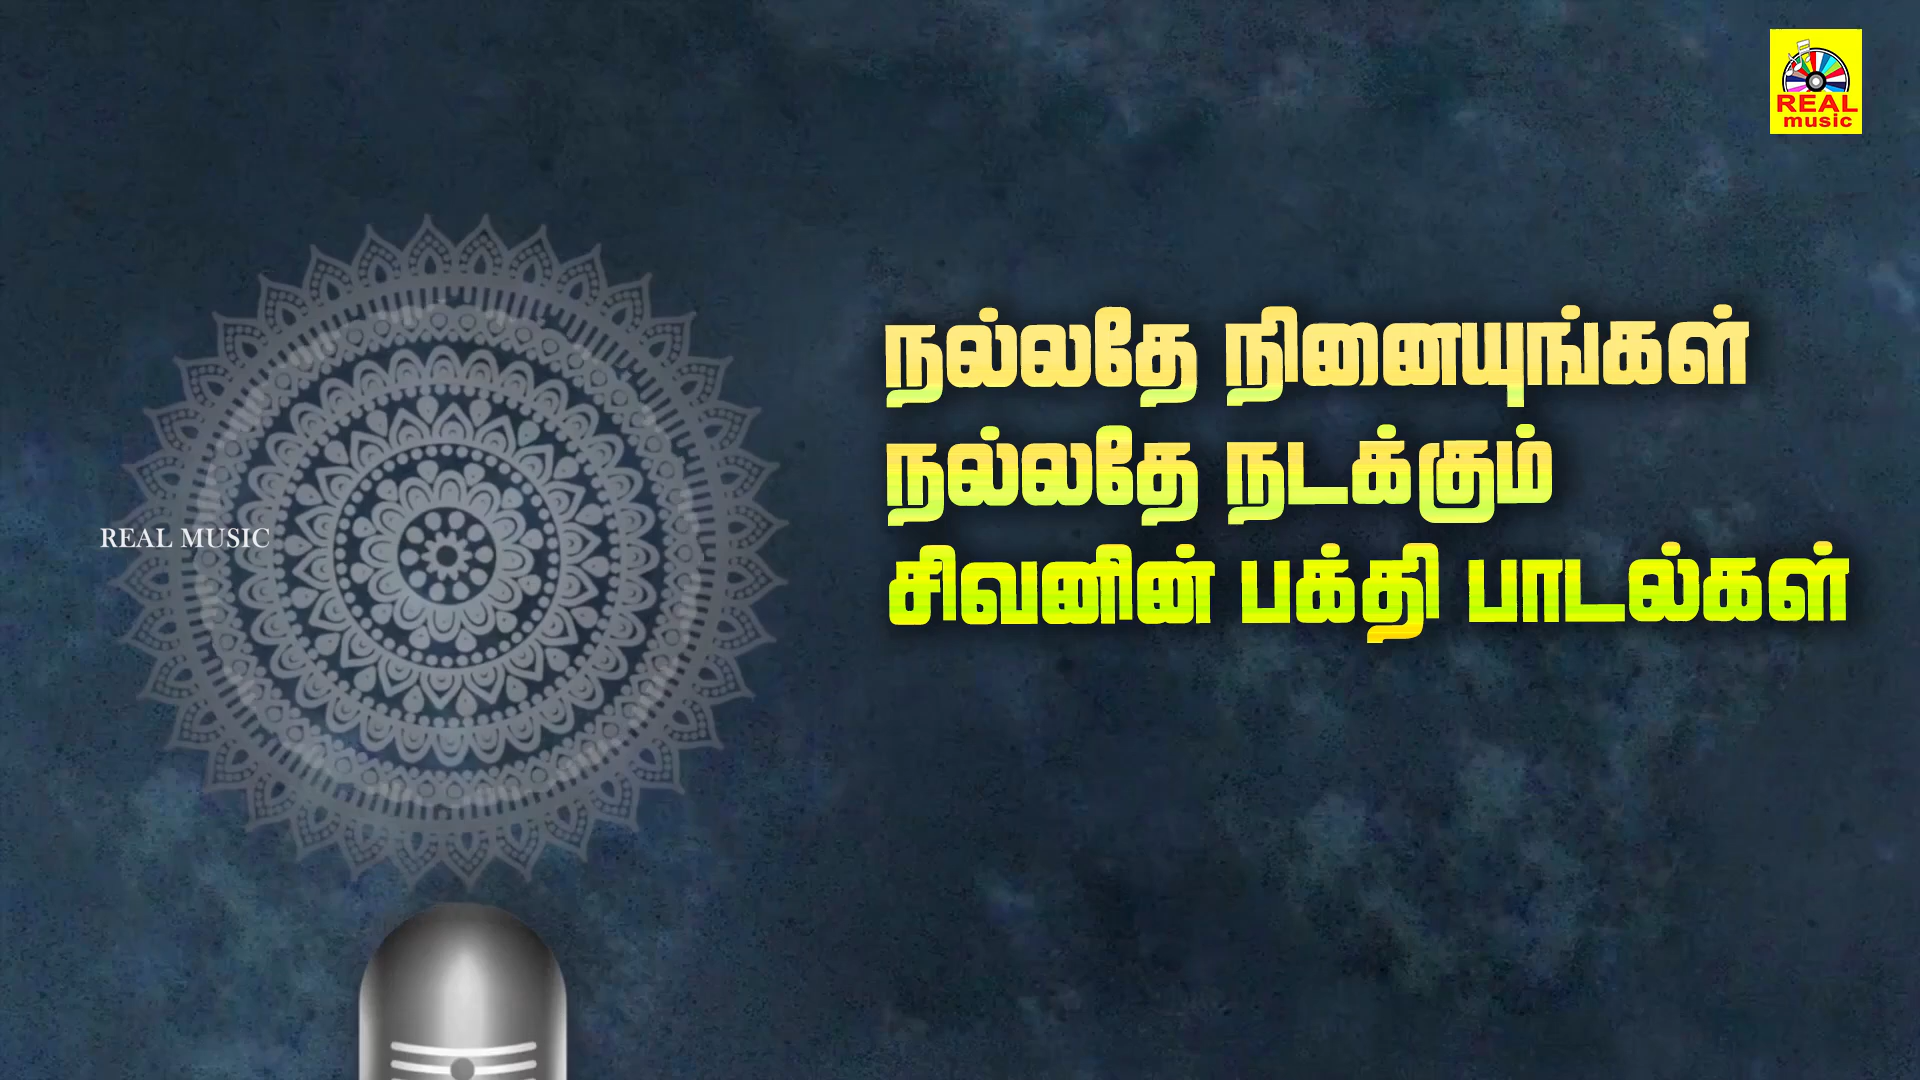 REAL
music
நல்லதே நினையுங்கள்
நல்லதே நடக்கும்
சிவனின் பக்தி பாடல்கள்
REAL MUSIC